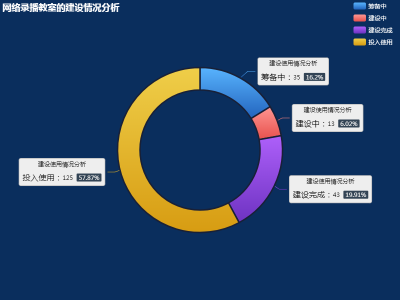 网络录播教室的建设情况分析
筹备中
建设中
建设完成
投入使用
建设使用情况分析
筹备中：35 16.2%
建设使用情况分析
建设中：13 6.02%
建设使用情况分析
投入使用：125 57.87%
建设使用情况分析
建设完成：43 19.91%